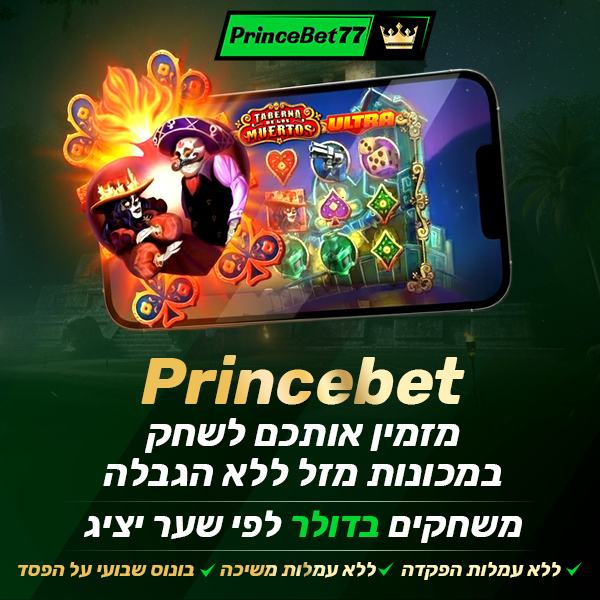 PrinceBet77
TABERNA
DE LOS
MUERTOS
ULTRA
Princebet
מזמין אותכם לשחק
במכונות מזל ללא הגבלה
משחקים בדולר לפי שער יציג
✓ ללא עמלות הפקדה ✓ ללא עמלות משיכה ✓ בונוס שבועי על הפסד